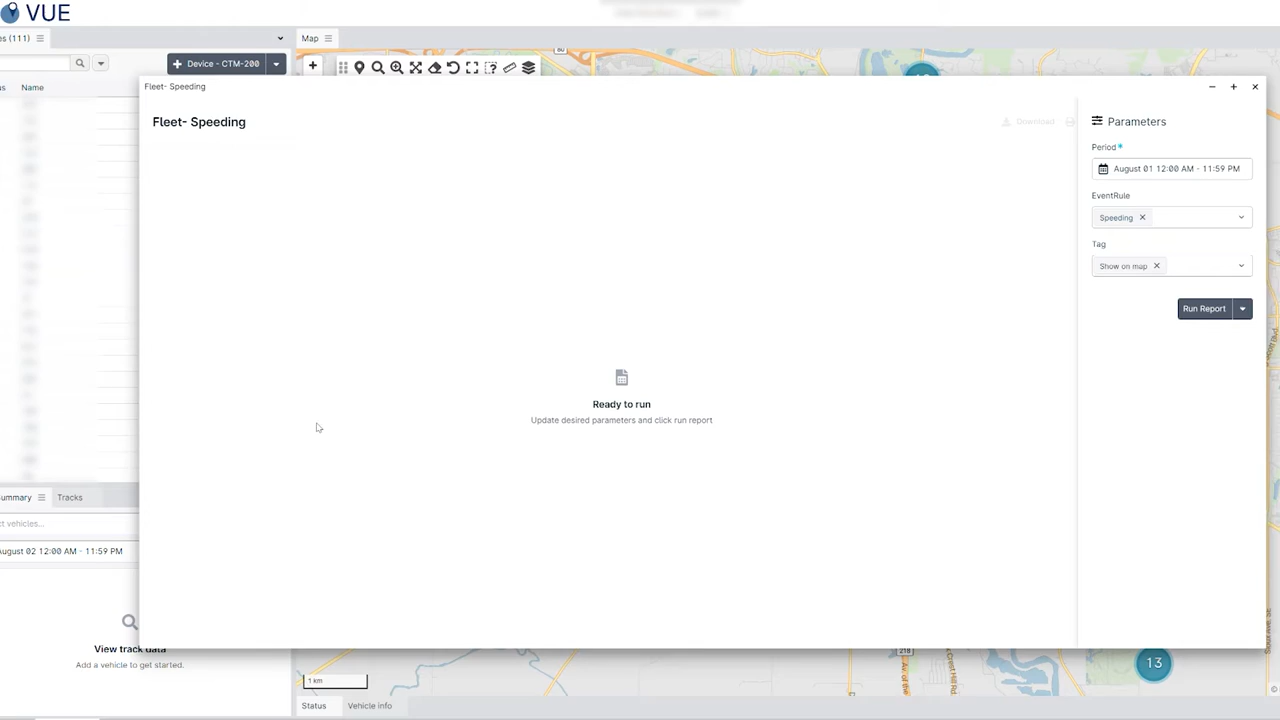 VUE
(111)
Map
Device - CTM-200
Name
Fleet- Speeding
Fleet- Speeding
Download
Parameters
Period*
August 01 12:00 AM - 11:59 PM
EventRule
Speeding
Tag
Show on map
Run Report
Ready to run
Update desired parameters and click run report
Tracks
vehicles...
August 02 12:00 AM - 11:59 PM
View track data
Add a vehicle to get started.
1 km
218
13
Status
Vehicle info